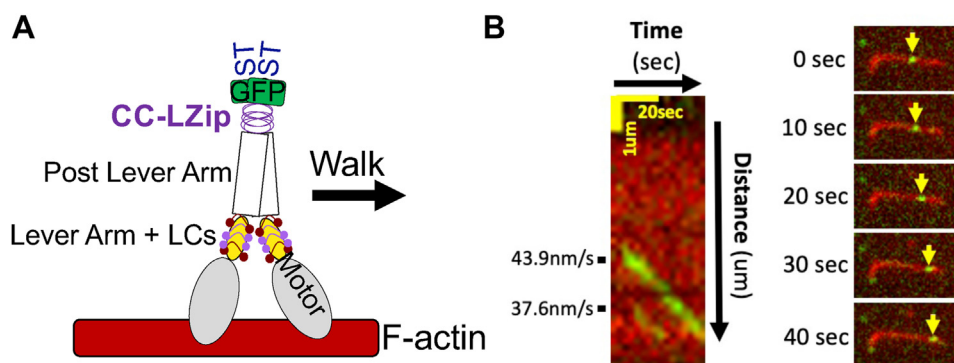 A
ST
ST
GFP
CC-LZip
Post Lever Arm
Walk
Lever Arm + LCs
Motor
F-actin
B
Time
(sec)
20sec
1um
Distance (um)
43.9nm/s
37.6nm/s
0 sec
10 sec
20 sec
30 sec
40 sec